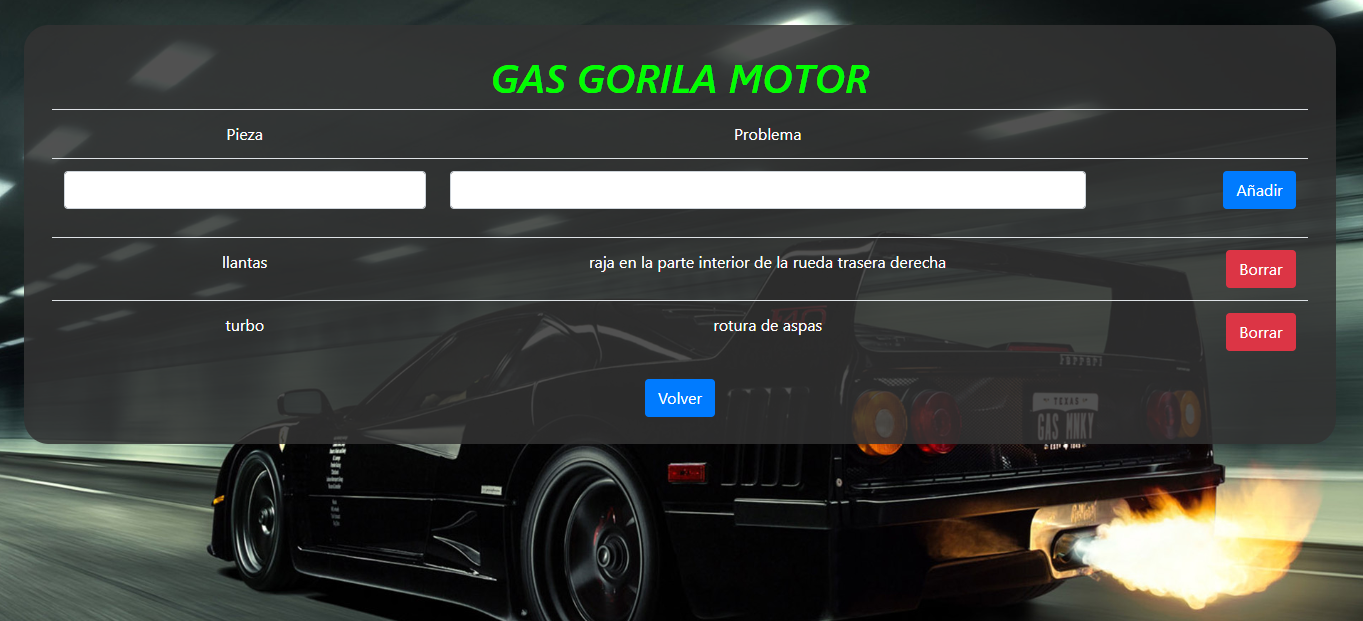 GAS GORILA MOTOR
Pieza Problema
Añadir
llantas raja en la parte interior de la rueda trasera derecha Borrar
turbo rotura de aspas Borrar
Volver
TEXAS
GAS MNKY